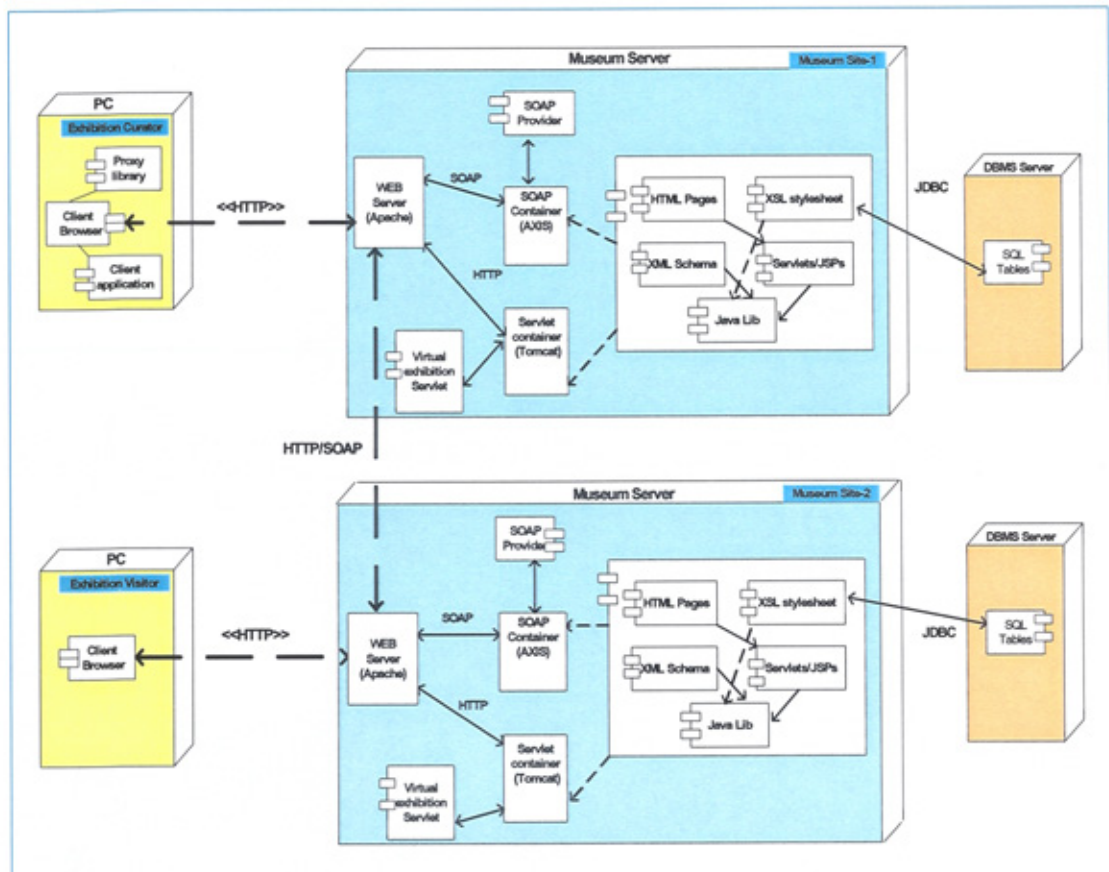 Museum Server
Museum Site-1
PC
Exhibition Curator
Proxy
library
Client
Browser
Client
application
<<HTTP>>
SOAP
Provider
WEB
Server
(Apache)
SOAP
SOAP
Container
(AXIS)
HTTP
Servlet
container
(Tomcat)
Virtual
exhibition
Servlet
HTML Pages
XSL stylesheet
XML Schema
Servlets/JSPs
Java Lib
JDBC
DBMS Server
SQL
Tables
HTTP/SOAP
Museum Server
Museum Site-2
PC
Exhibition Visitor
Client
Browser
<<HTTP>>
SOAP
Provider
WEB
Server
(Apache)
SOAP
SOAP
Container
(AXIS)
HTTP
Servlet
container
(Tomcat)
Virtual
exhibition
Servlet
HTML Pages
XSL stylesheet
XML Schema
Servlets/JSPs
Java Lib
JDBC
DBMS Server
SQL
Tables